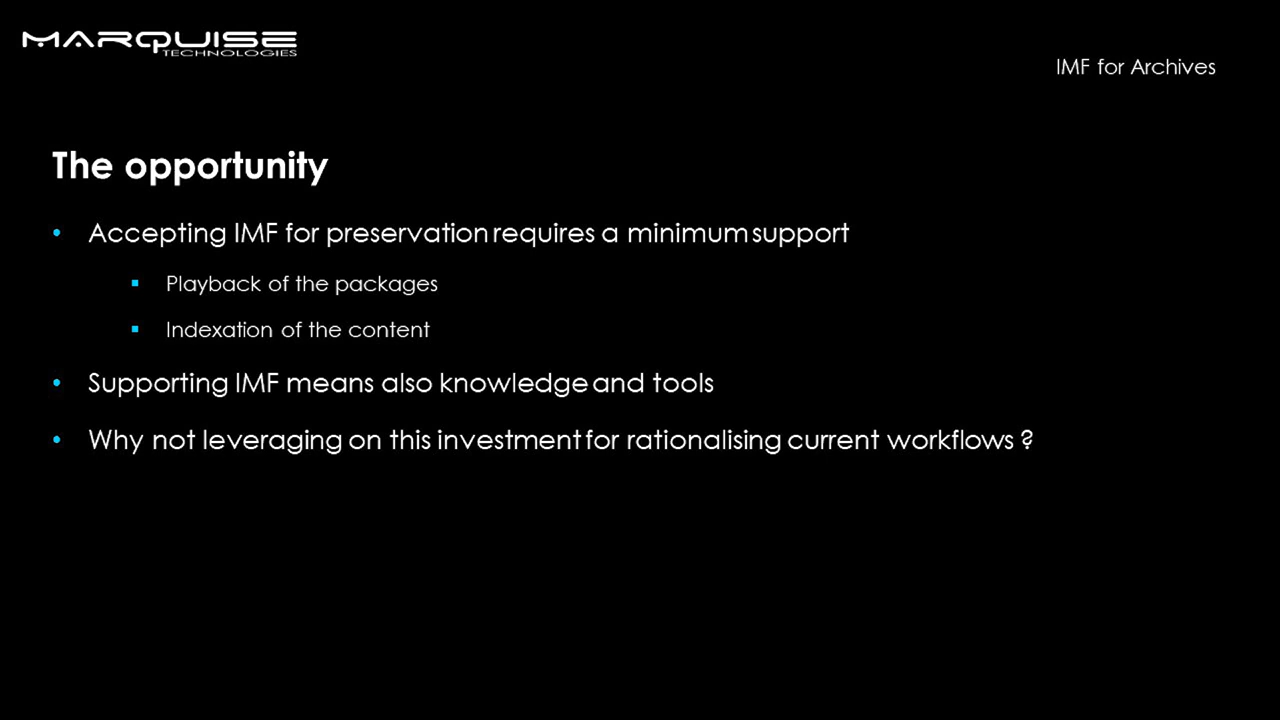 MARQUISE
TECHNOLOGIES
IMF for Archives
The opportunity
• Accepting IMF for preservation requires a minimum support
▪ Playback of the packages
▪ Indexation of the content
• Supporting IMF means also knowledge and tools
• Why not leveraging on this investment for rationalising current workflows ?